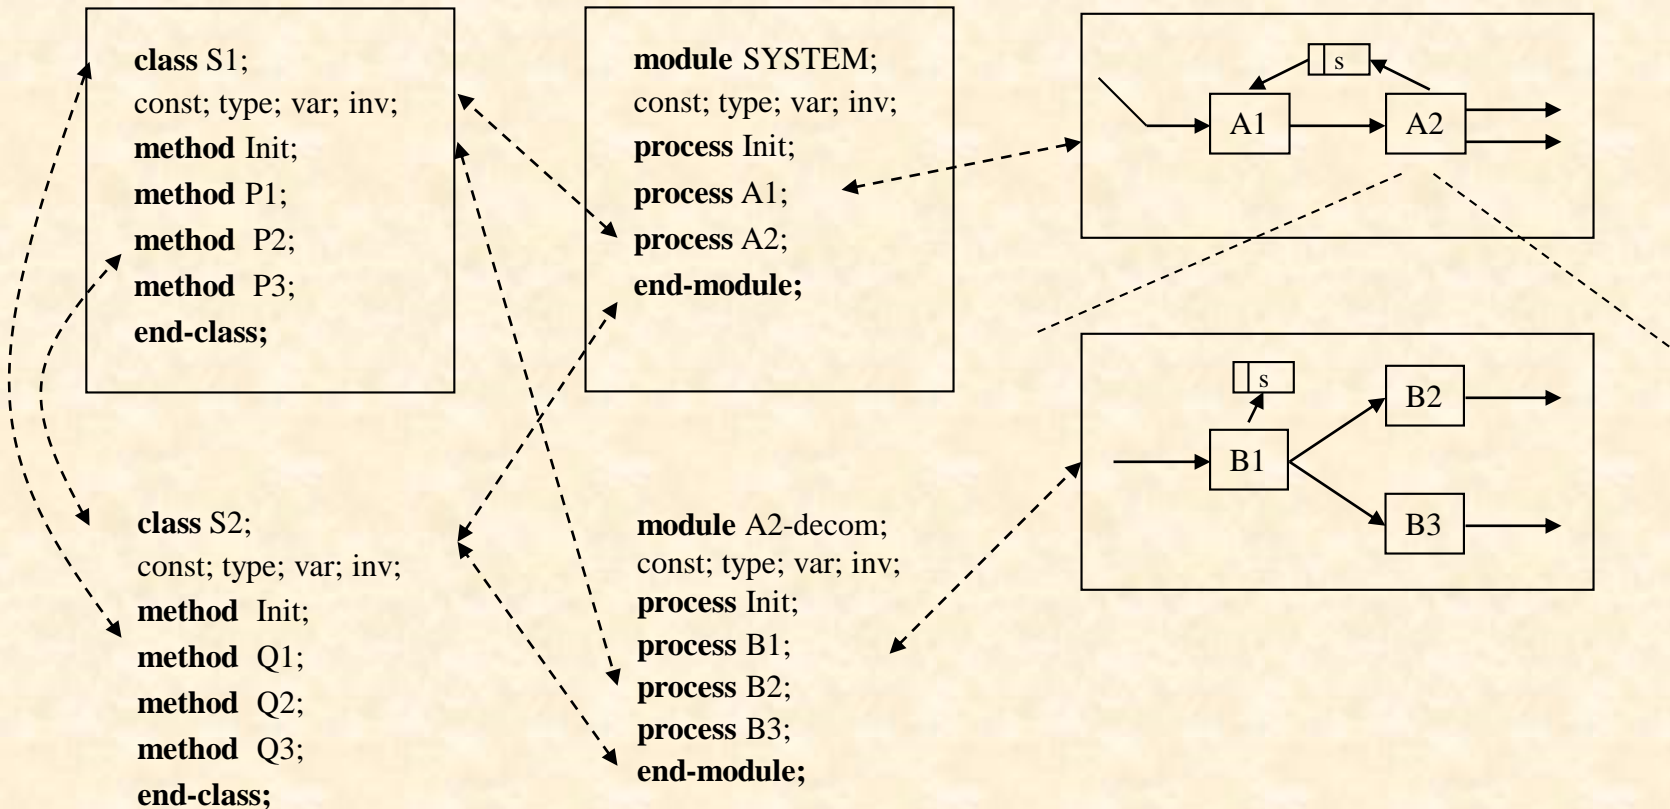 class S1;
const; type; var; inv;
method Init;
method P1;
method P2;
method P3;
end-class;
module SYSTEM;
const; type; var; inv;
process Init;
process A1;
process A2;
end-module;
s
A1
A2
class S2;
const; type; var; inv;
method Init;
method Q1;
method Q2;
method Q3;
end-class;
module A2-decom;
const; type; var; inv;
process Init;
process B1;
process B2;
process B3;
end-module;
s
B2
B1
B3